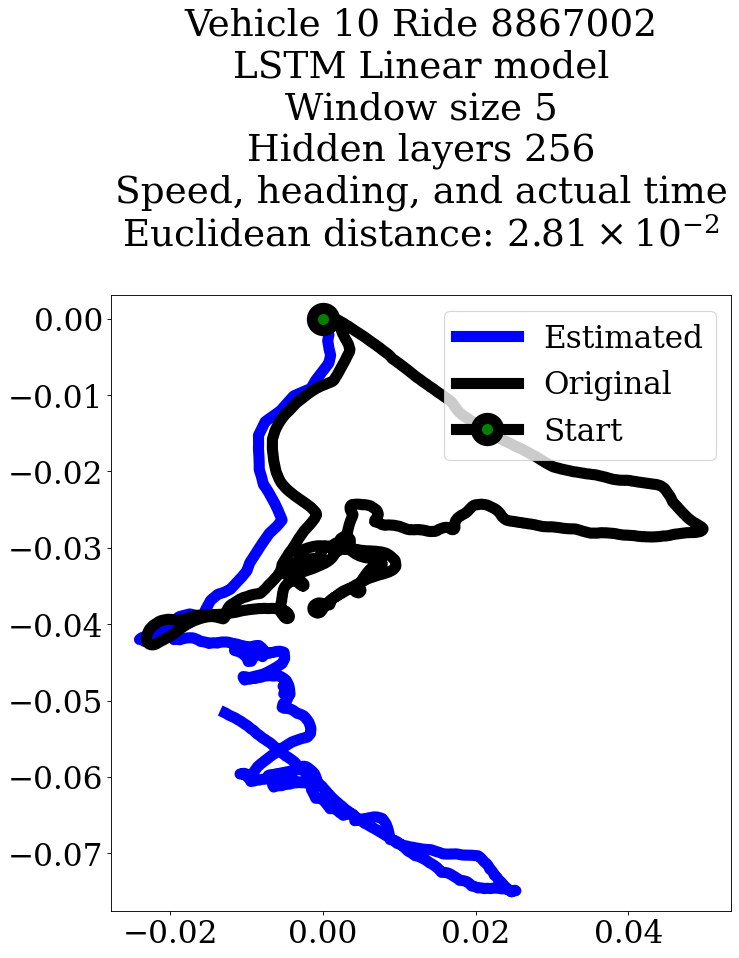 Vehicle 10 Ride 8867002
LSTM Linear model
Window size 5
Hidden layers 256
Speed, heading, and actual time
Euclidean distance: 2.81 × 10⁻²
Estimated
Original
Start
0.00
−0.01
−0.02
−0.03
−0.04
−0.05
−0.06
−0.07
−0.02
0.00
0.02
0.04